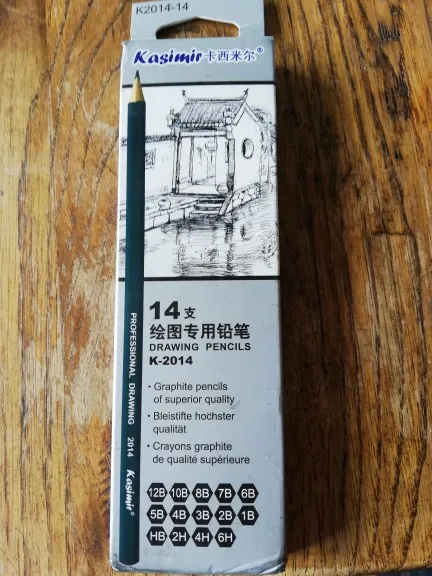 K2014-14
Kasimir 卡西米尔®
14支
绘图专用铅笔
DRAWING PENCILS
K-2014
· Graphite pencils
of superior quality
· Bleistifte hochster
qualität
· Crayons graphite
de qualité supérieure
12B 10B 8B 7B 6B
5B 4B 3B 2B 1B
HB 2H 4H 6H
PROFESSIONAL DRAWING 2014 Kasimir®